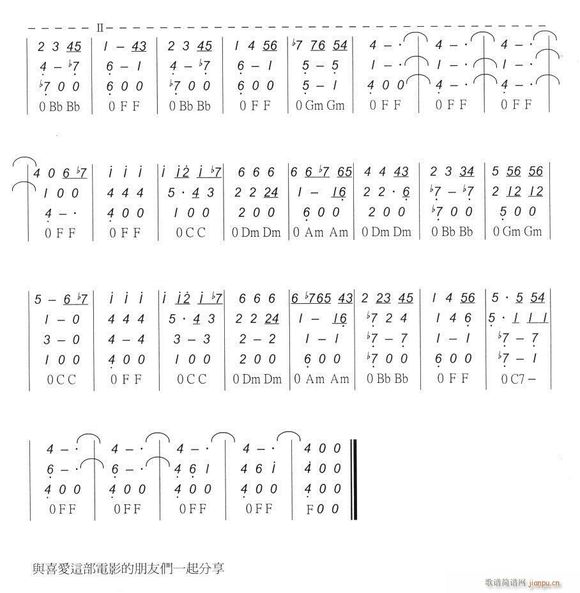 II
2 3 45 | 1 – 43 | 2 3 45 | 1 4 56 | ♭7 76 54 | 4 – · | 4 – · | 4 – ·
4 – ♭7 | 6 – 1 | 4 – ♭7 | 6 – 1 | 5 – 5 | 1 – · | 1 – · | 1 – ·
♭7 0 0 | 6 0 0 | ♭7 0 0 | 6 0 0 | 5 – 1 | 4 0 0 | 4 0 0 | 4 0 0
0 Bb Bb | 0 F F | 0 Bb Bb | 0 F F | 0 Gm Gm | 0 F F | 0 F F | 0 F F
4 0 6 ♭7 | i i i | i i2 i ♭7 | 6 6 6 | 6 6 ♭7 65 | 4 4 43 | 2 3 34 | 5 56 56
1 0 0 | 4 4 4 | 5 · 4 3 | 2 2 24 | 1 – 16 | 2 2 · 6 | ♭7 – ♭7 | 2 12 12
4 – · | 4 0 0 | 1 0 0 | 2 0 0 | 6 0 0 | 2 0 0 | ♭7 0 0 | 5 0 0
0 F F | 0 F F | 0 C C | 0 Dm Dm | 0 Am Am | 0 Dm Dm | 0 Bb Bb | 0 Gm Gm
5 – 6 ♭7 | i i i | i i2 i ♭7 | 6 6 6 | 6 ♭765 43 | 2 23 45 | 1 4 56 | 5 · 5 54
1 – 0 | 4 4 4 | 5 · 4 3 | 2 2 24 | 1 – 16 | ♭7 2 4 | 1 4 6 | 5 · 1 1 1
3 – 0 | 4 – 4 | 3 – 3 | 2 – 2 | 1 – 1 | ♭7 – 7 | 1 – 1 | ♭7 – 7
1 0 0 | 4 0 0 | 1 0 0 | 2 0 0 | 6 0 0 | ♭7 0 0 | 6 0 0 | ♭7 – 1
0 C C | 0 F F | 0 C C | 0 Dm Dm | 0 Am Am | 0 Bb Bb | 0 F F | 0 C7 –
4 – · | 4 – · | 4 – · | 4 – · | 4 0 0
6 – · | 6 – · | 4 6 1 | 4 6 i | 4 0 0
4 0 0 | 4 0 0 | 4 0 0 | 4 0 0 | 4 0 0
0 F F | 0 F F | 0 F F | 0 F F | F 0 0
與喜愛這部電影的朋友們一起分享
歌谱简谱网 jianpu.cn